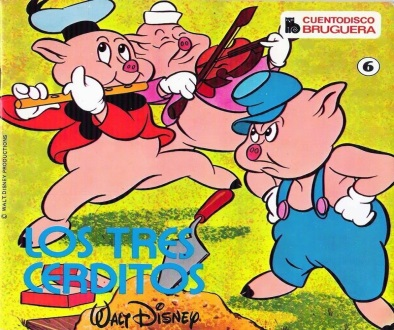 CUENTODISCO
BRUGUERA
6
© WALT DISNEY PRODUCTIONS
LOS TRES
CERDITOS
WALT DISNEY